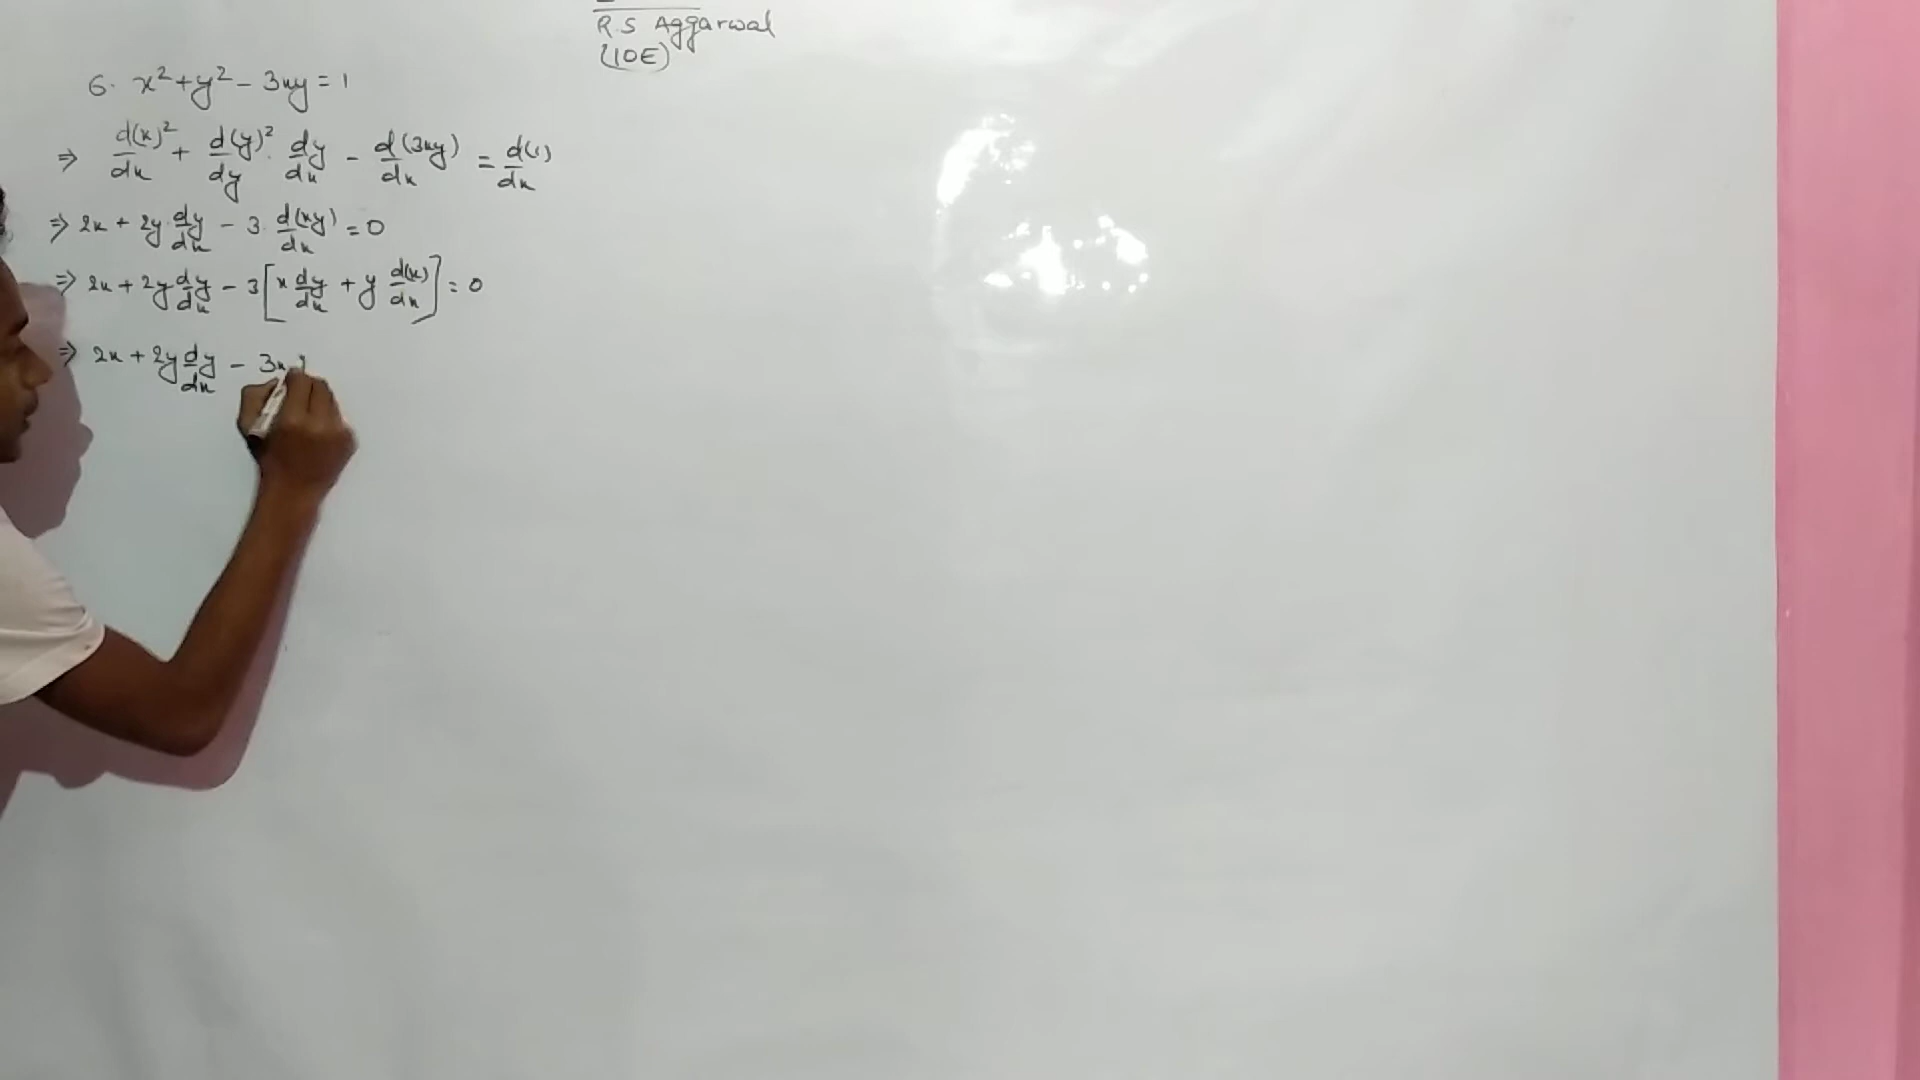 R.S Aggarwal
(10E)
6. x² + y² - 3xy = 1
⇒ d(x)²/dx + d(y)²/dy . dy/dx - d(3xy)/dx = d(1)/dx
⇒ 2x + 2y dy/dx - 3. d(xy)/dx = 0
⇒ 2x + 2y dy/dx - 3[x dy/dx + y d(x)/dx] = 0
⇒ 2x + 2y dy/dx - 3x